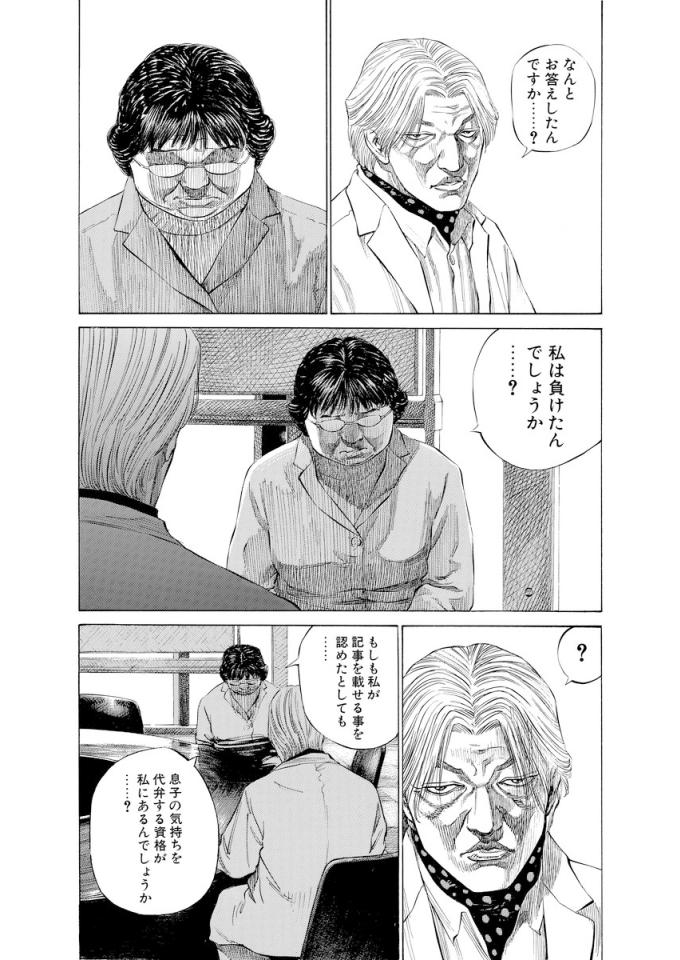 なんと
お答えしたん
ですか……？
私は負けたん
でしょうか
……？
？
もしも私が
記事を載せる事を
認めたとしても
……
息子の気持ちを
代弁する資格が
私にあるんでしょうか
……？